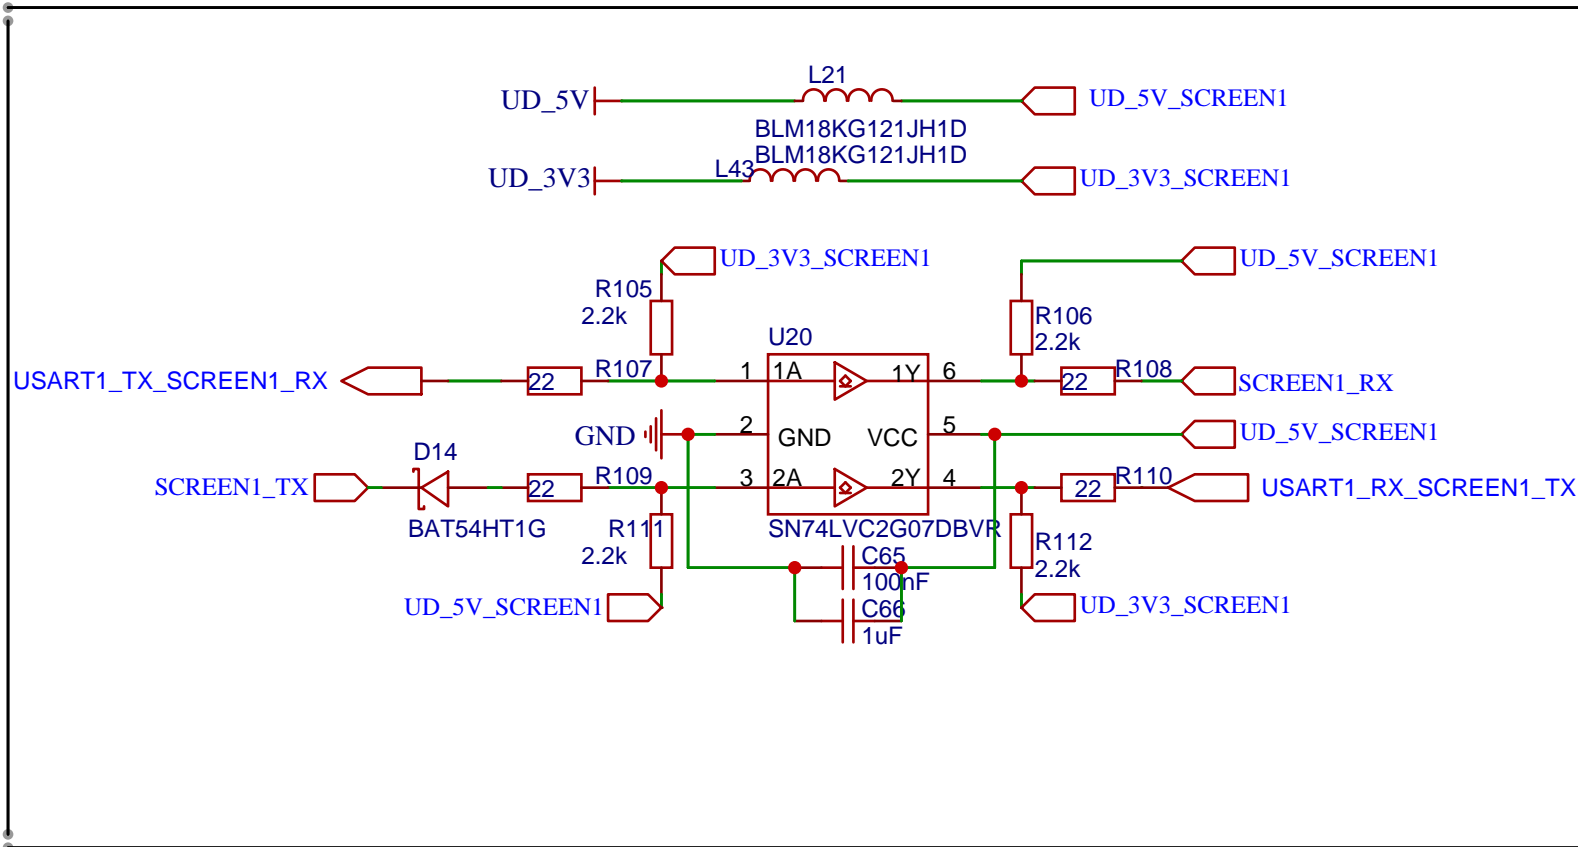 L21
UD_5V
UD_5V_SCREEN1
BLM18KG121JH1D
BLM18KG121JH1D
L43
UD_3V3
UD_3V3_SCREEN1
UD_3V3_SCREEN1
UD_5V_SCREEN1
R105
2.2k
R106
2.2k
U20
USART1_TX_SCREEN1_RX
22
R107
1
1A
1Y
6
22
R108
SCREEN1_RX
GND
2
GND
VCC
5
UD_5V_SCREEN1
D14
SCREEN1_TX
22
R109
3
2A
2Y
4
22
R110
USART1_RX_SCREEN1_TX
BAT54HT1G
R111
2.2k
SN74LVC2G07DBVR
R112
2.2k
C65
100nF
UD_5V_SCREEN1
C66
1uF
UD_3V3_SCREEN1